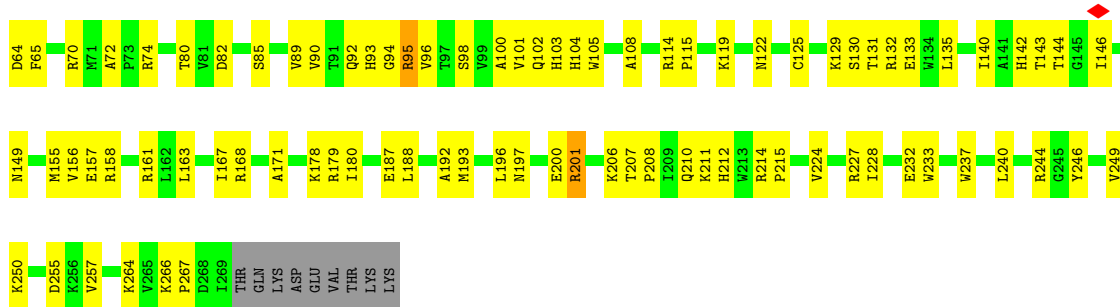 D64 F65 R70 M71 A72 P73 R74 T80 V81 D82 S85 V89 V90 T91 Q92 H93 G94 R95 V96 T97 S98 V99 A100 V101 Q102 H103 H104 W105 A108 R114 P115 K119 N122 G125 K129 S130 T131 R132 E133 W134 L135 I140 A141 H142 T143 T144 G145 I146
N149 M155 V156 E157 R158 R161 L162 L163 I167 R168 A171 K178 R179 I180 E187 L188 A192 M193 L196 N197 E200 R201 K206 T207 P208 I209 Q210 K211 H212 W213 R214 P215 V224 R227 I228 E232 W233 W237 L240 R244 G245 Y246 V249
K250 D255 K256 V257 K264 V265 K266 P267 D268 I269 THR GLN LYS ASP GLU VAL THR LYS LYS